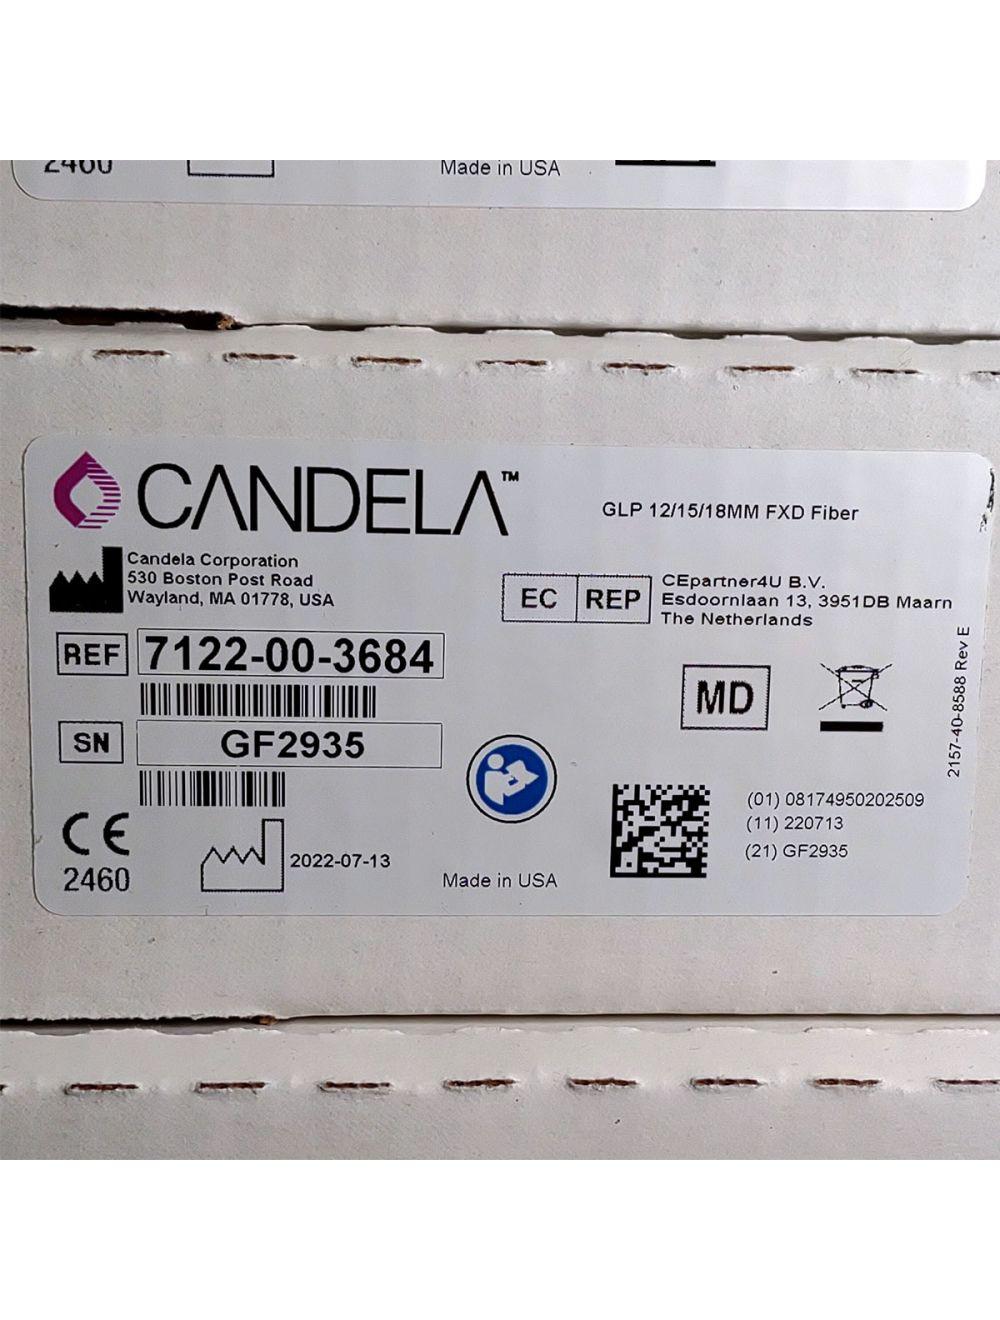 2460
Made in USA
CANDELA™
GLP 12/15/18MM FXD Fiber
Candela Corporation
530 Boston Post Road
Wayland, MA 01778, USA
EC REP
CEpartner4U B.V.
Esdoornlaan 13, 3951DB Maarn
The Netherlands
REF 7122-00-3684
SN GF2935
MD
2157-40-8588 Rev E
CE
2460
2022-07-13
Made in USA
(01) 08174950202509
(11) 220713
(21) GF2935